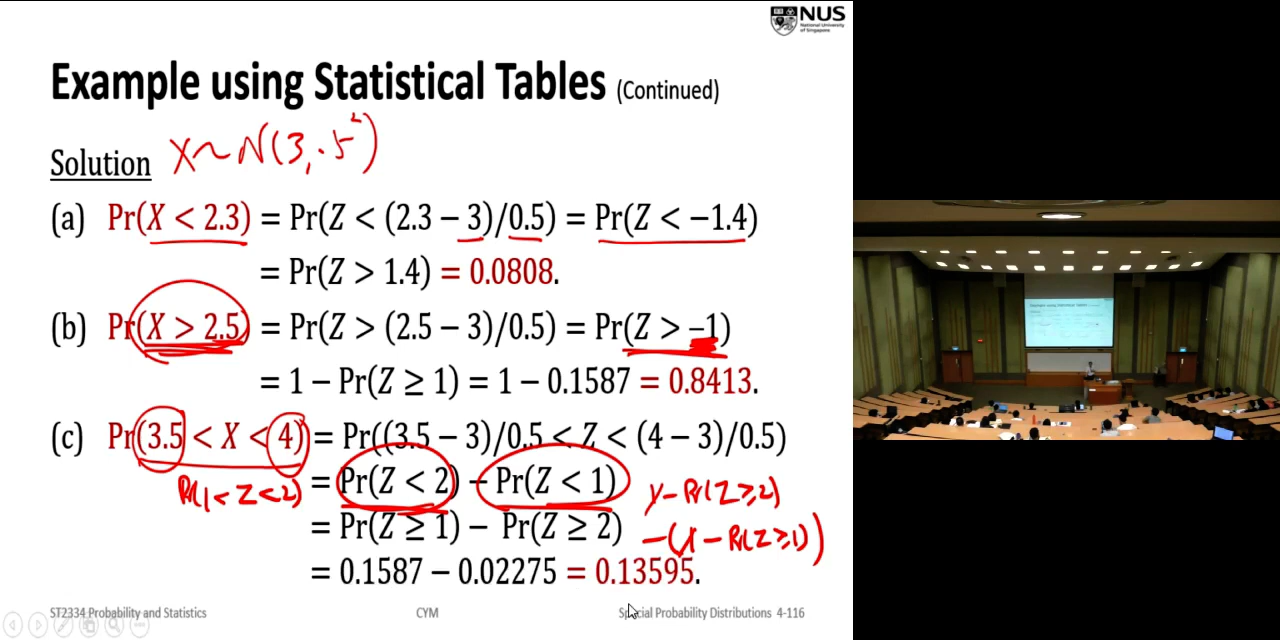 NUS
National University
of Singapore
Example using Statistical Tables (Continued)
Solution X ~ N(3, .5²)
(a) Pr(X < 2.3) = Pr(Z < (2.3 − 3)/0.5) = Pr(Z < −1.4)
= Pr(Z > 1.4) = 0.0808.
(b) Pr(X > 2.5) = Pr(Z > (2.5 − 3)/0.5) = Pr(Z > −1)
= 1 − Pr(Z ≥ 1) = 1 − 0.1587 = 0.8413.
(c) Pr(3.5 < X < 4) = Pr((3.5 − 3)/0.5 < Z < (4 − 3)/0.5)
Pr(1 < Z < 2) = Pr(Z < 2) − Pr(Z < 1) 1 − Pr(Z ≥ 2)
= Pr(Z ≥ 1) − Pr(Z ≥ 2) −(1 − Pr(Z ≥ 1))
= 0.1587 − 0.02275 = 0.13595.
ST2334 Probability and Statistics CYM Special Probability Distributions 4-116
Example using Statistical Tables